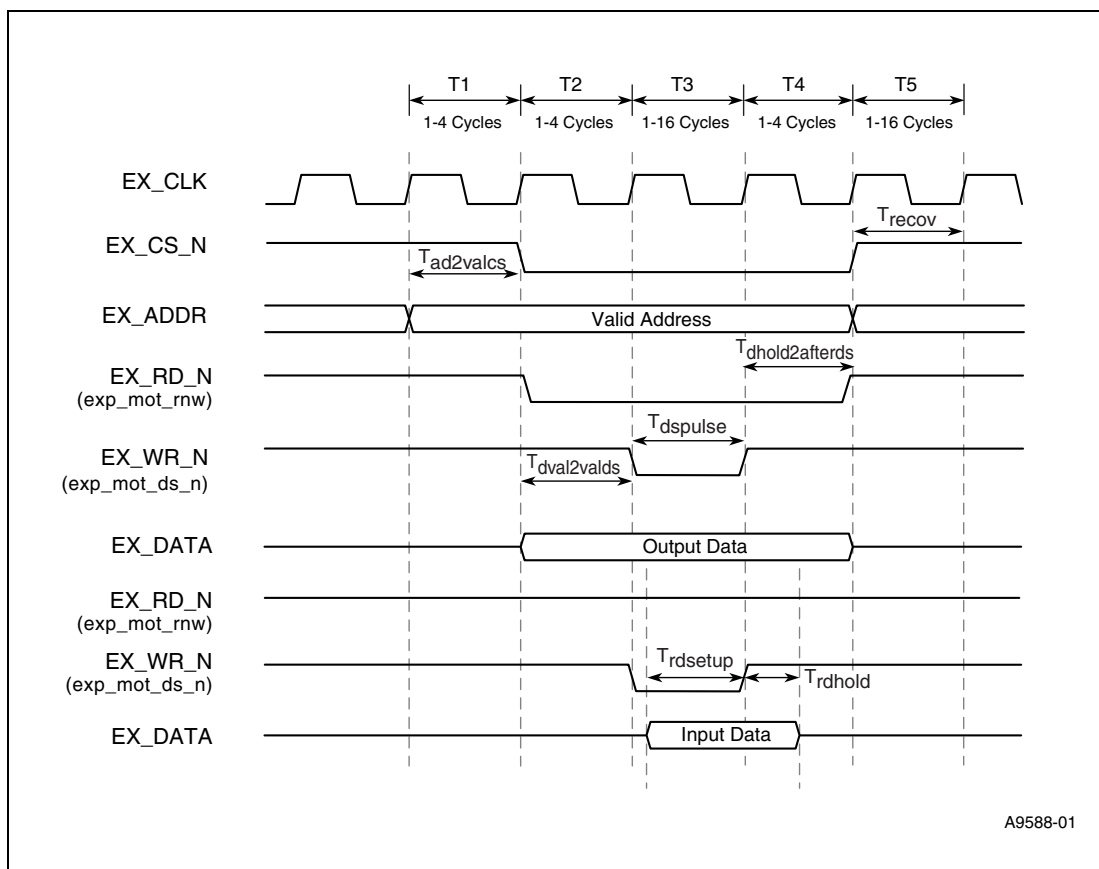 T1 T2 T3 T4 T5
1-4 Cycles 1-4 Cycles 1-16 Cycles 1-4 Cycles 1-16 Cycles
EX_CLK
Trecov
EX_CS_N
Tad2valcs
EX_ADDR
Valid Address
Tdhold2afterds
EX_RD_N
(exp_mot_rnw)
Tdspulse
EX_WR_N
Tdval2valds
(exp_mot_ds_n)
EX_DATA
Output Data
EX_RD_N
(exp_mot_rnw)
EX_WR_N
Trdsetup
Trdhold
(exp_mot_ds_n)
EX_DATA
Input Data
A9588-01